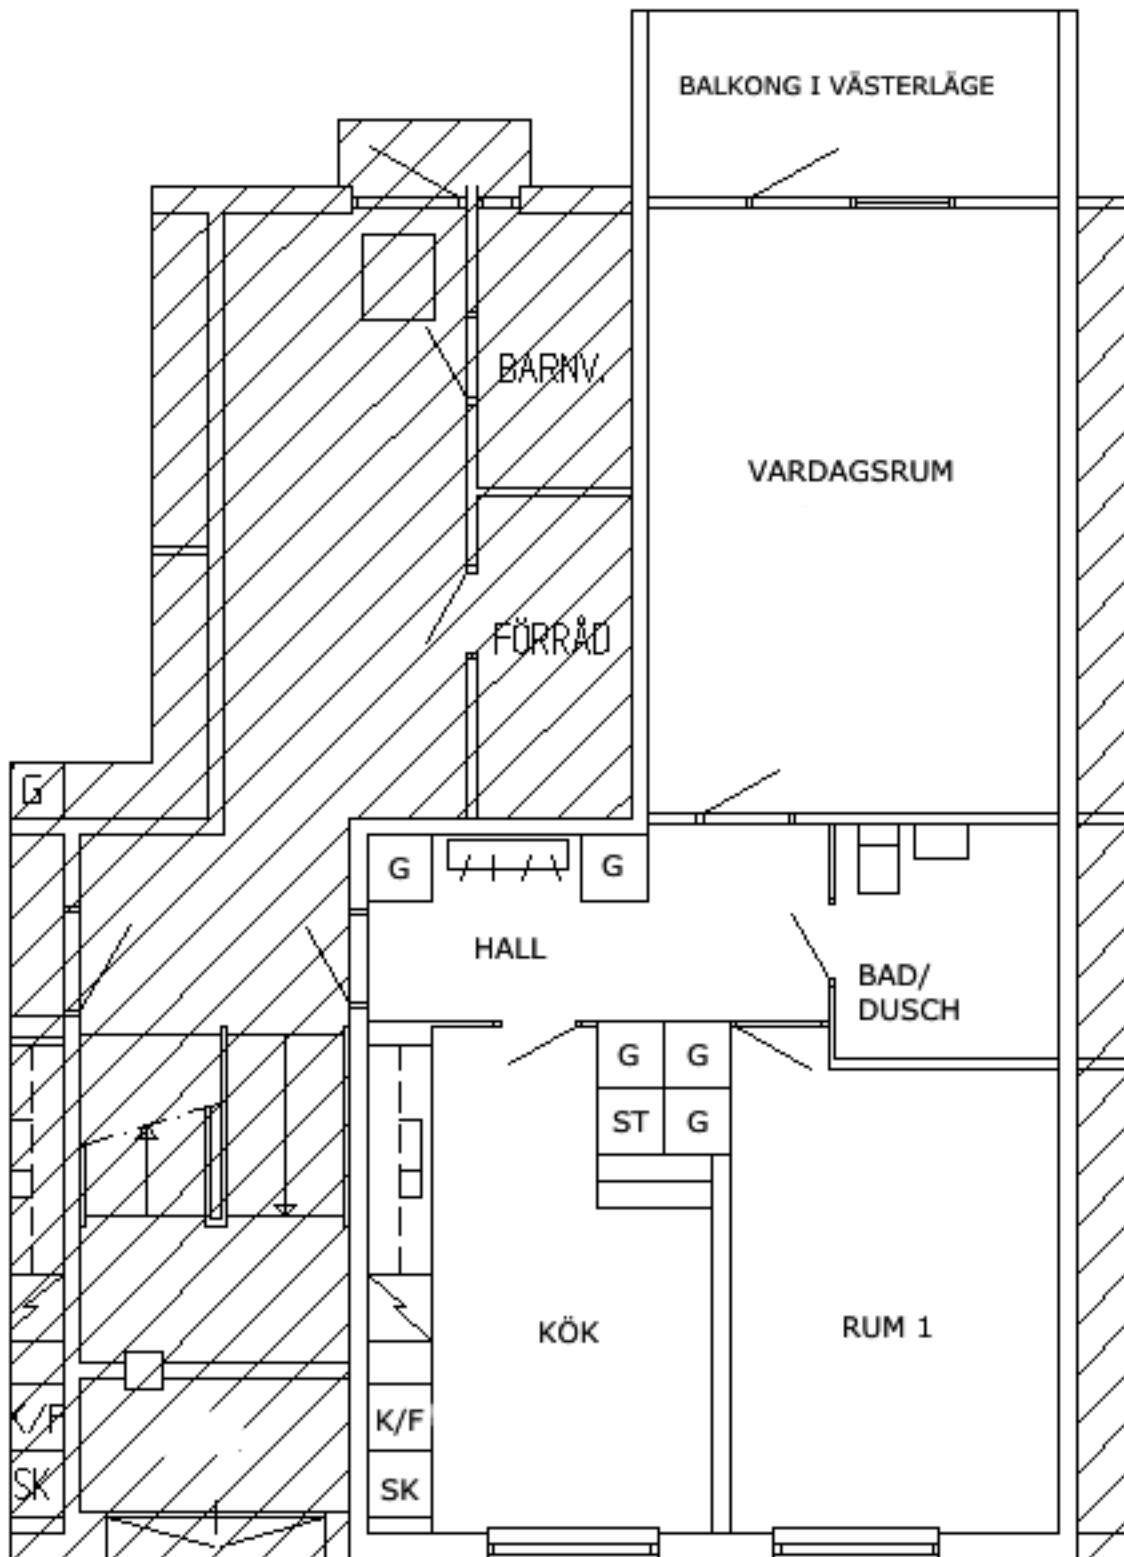 BALKONG I VÄSTERLÄGE
BARNV.
VARDAGSRUM
FÖRRÅD
G
G
G
HALL
BAD/
DUSCH
G
G
ST
G
KÖK
RUM 1
K/F
K/F
SK
SK